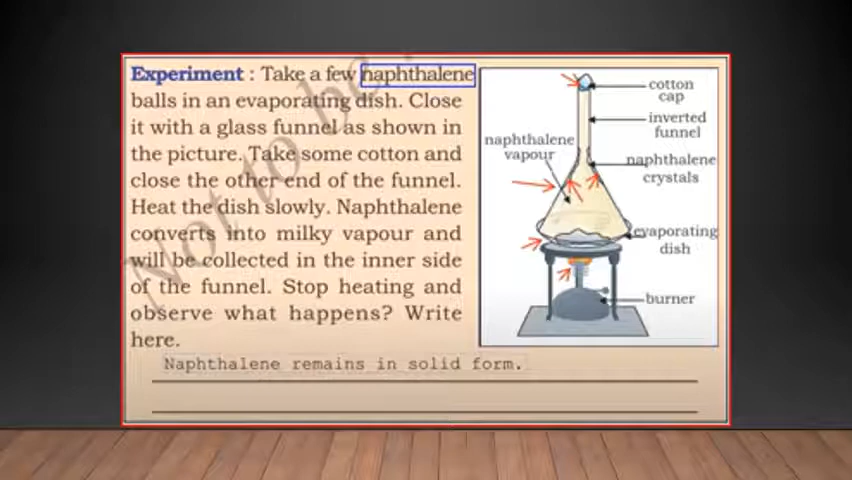 Experiment : Take a few naphthalene
balls in an evaporating dish. Close
it with a glass funnel as shown in
the picture. Take some cotton and
close the other end of the funnel.
Heat the dish slowly. Naphthalene
converts into milky vapour and
will be collected in the inner side
of the funnel. Stop heating and
observe what happens? Write
here.
Naphthalene remains in solid form.
cotton
cap
inverted
funnel
naphthalene
vapour
naphthalene
crystals
evaporating
dish
burner
Not to be